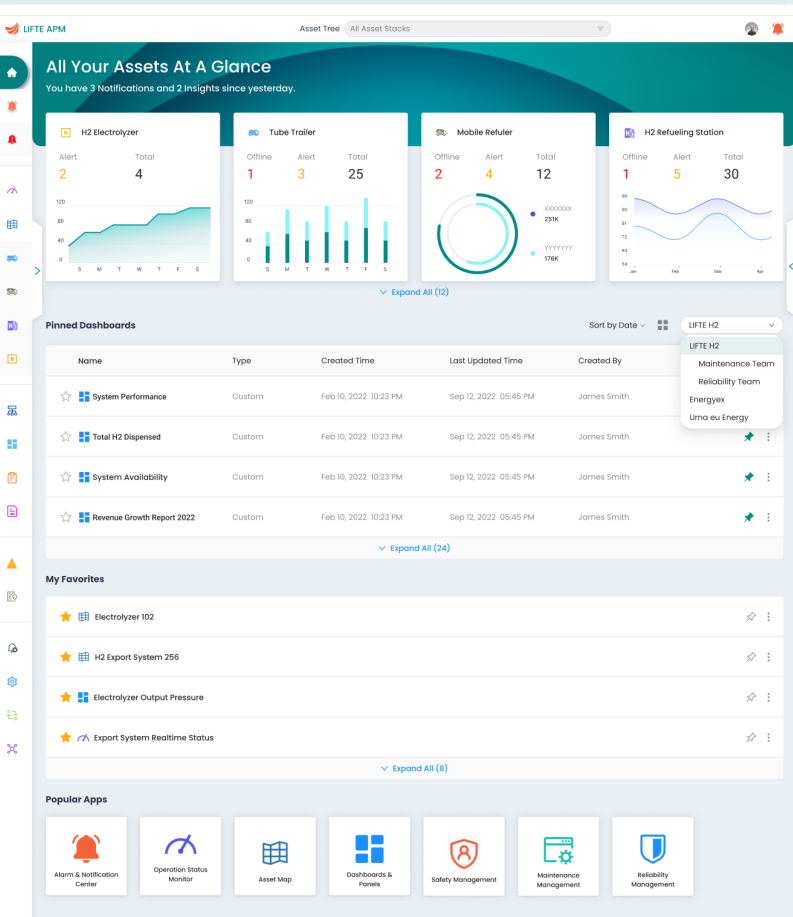 LIFTE APM
Asset Tree All Asset Stacks
All Your Assets At A Glance
You have 3 Notifications and 2 Insights since yesterday.
H2 Electrolyzer
Alert Total
2 4
120
80
40
0
S M T W T F S
Tube Trailer
Offline Alert Total
1 3 25
120
80
40
0
S M T W T F S
Mobile Refuler
Offline Alert Total
2 4 12
XXXXXXX
251K
YYYYYYY
176K
H2 Refueling Station
Offline Alert Total
1 5 30
99
90
81
72
63
54
Jan Feb Mar Apr
Expand All (12)
Pinned Dashboards
Sort by Date
LIFTE H2
LIFTE H2
Maintenance Team
Reliability Team
Energyex
Urna eu Energy
Name Type Created Time Last Updated Time Created By
System Performance Custom Feb 10, 2022 10:23 PM Sep 12, 2022 05:45 PM James Smith
Total H2 Dispensed Custom Feb 10, 2022 10:23 PM Sep 12, 2022 05:45 PM James Smith
System Availability Custom Feb 10, 2022 10:23 PM Sep 12, 2022 05:45 PM James Smith
Revenue Growth Report 2022 Custom Feb 10, 2022 10:23 PM Sep 12, 2022 05:45 PM James Smith
Expand All (24)
My Favorites
Electrolyzer 102
H2 Export System 256
Electrolyzer Output Pressure
Export System Realtime Status
Expand All (8)
Popular Apps
Alarm & Notification
Center
Operation Status
Monitor
Asset Map
Dashboards &
Panels
Safety Management
Maintenance
Management
Reliability
Management